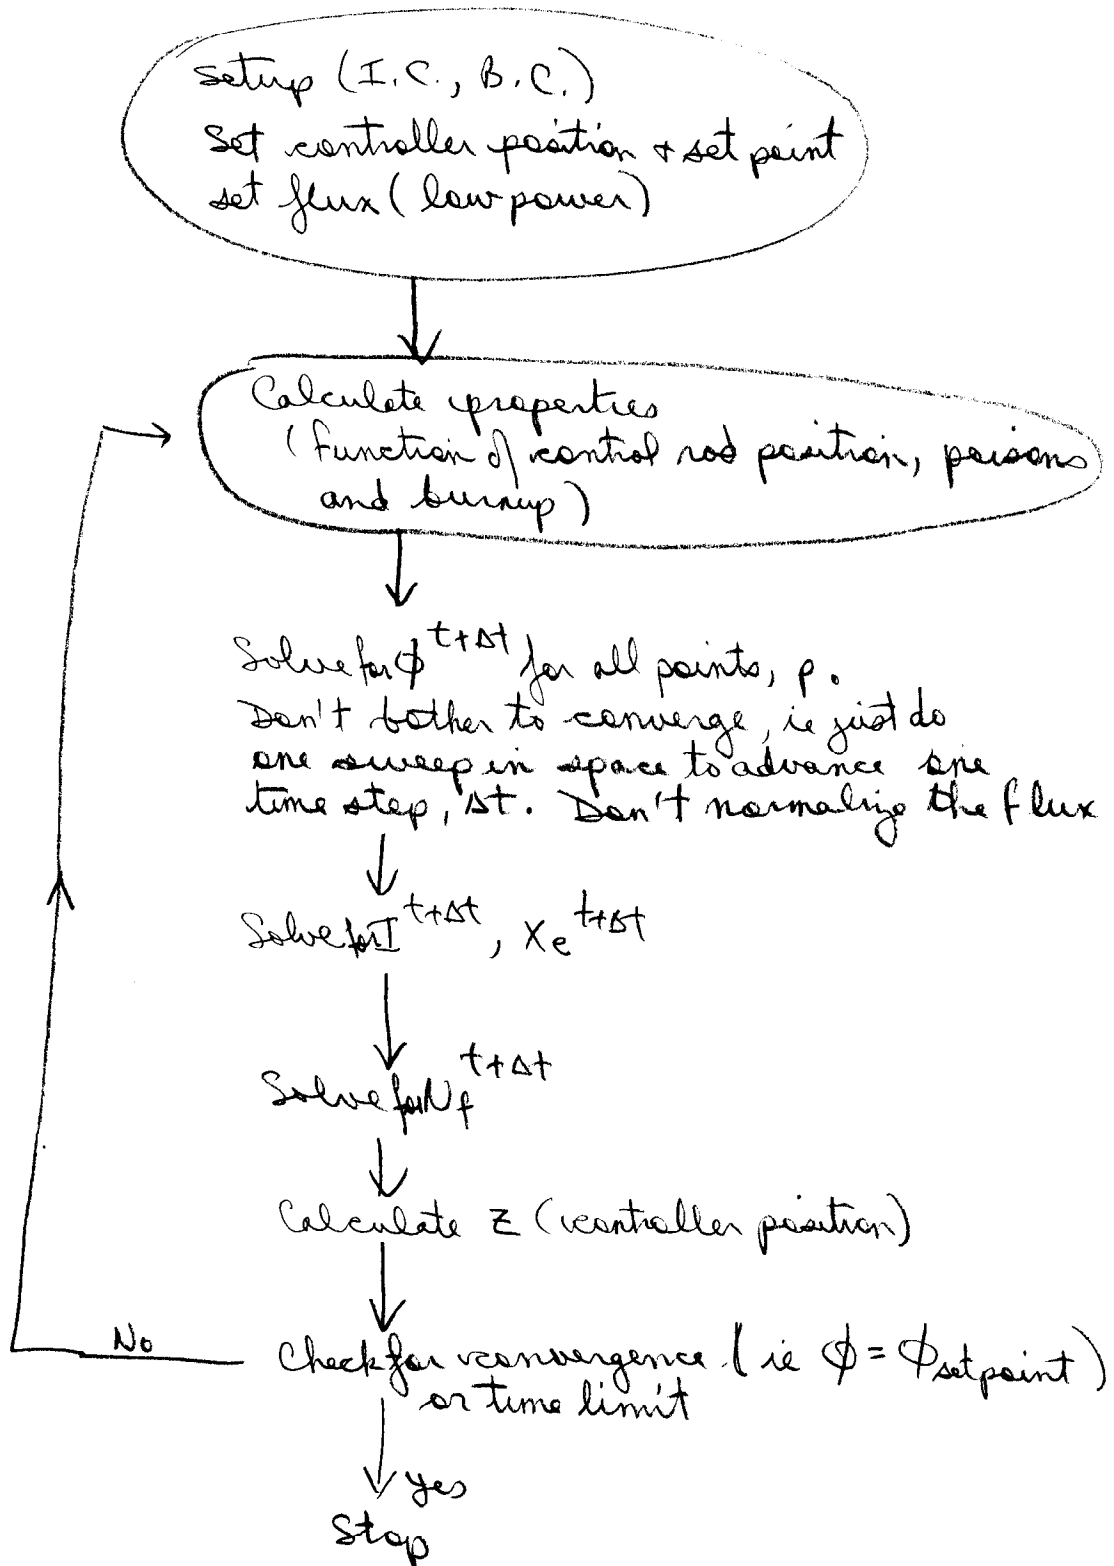 setup (I.C., B.C.)
Set controller position + set point
set flux (low power)
Calculate properties
(function of control rod position, poisons
and burnup)
Solve for ϕ^{t+Δt} for all points, p.
Don't bother to converge, ie just do
one sweep in space to advance one
time step, Δt. Don't normalize the flux
Solve for I^{t+Δt}, Xe^{t+Δt}
Solve for N_f^{t+Δt}
Calculate Z (controller position)
No
Check for convergence (ie ϕ = ϕ_{setpoint})
or time limit
yes
Stop